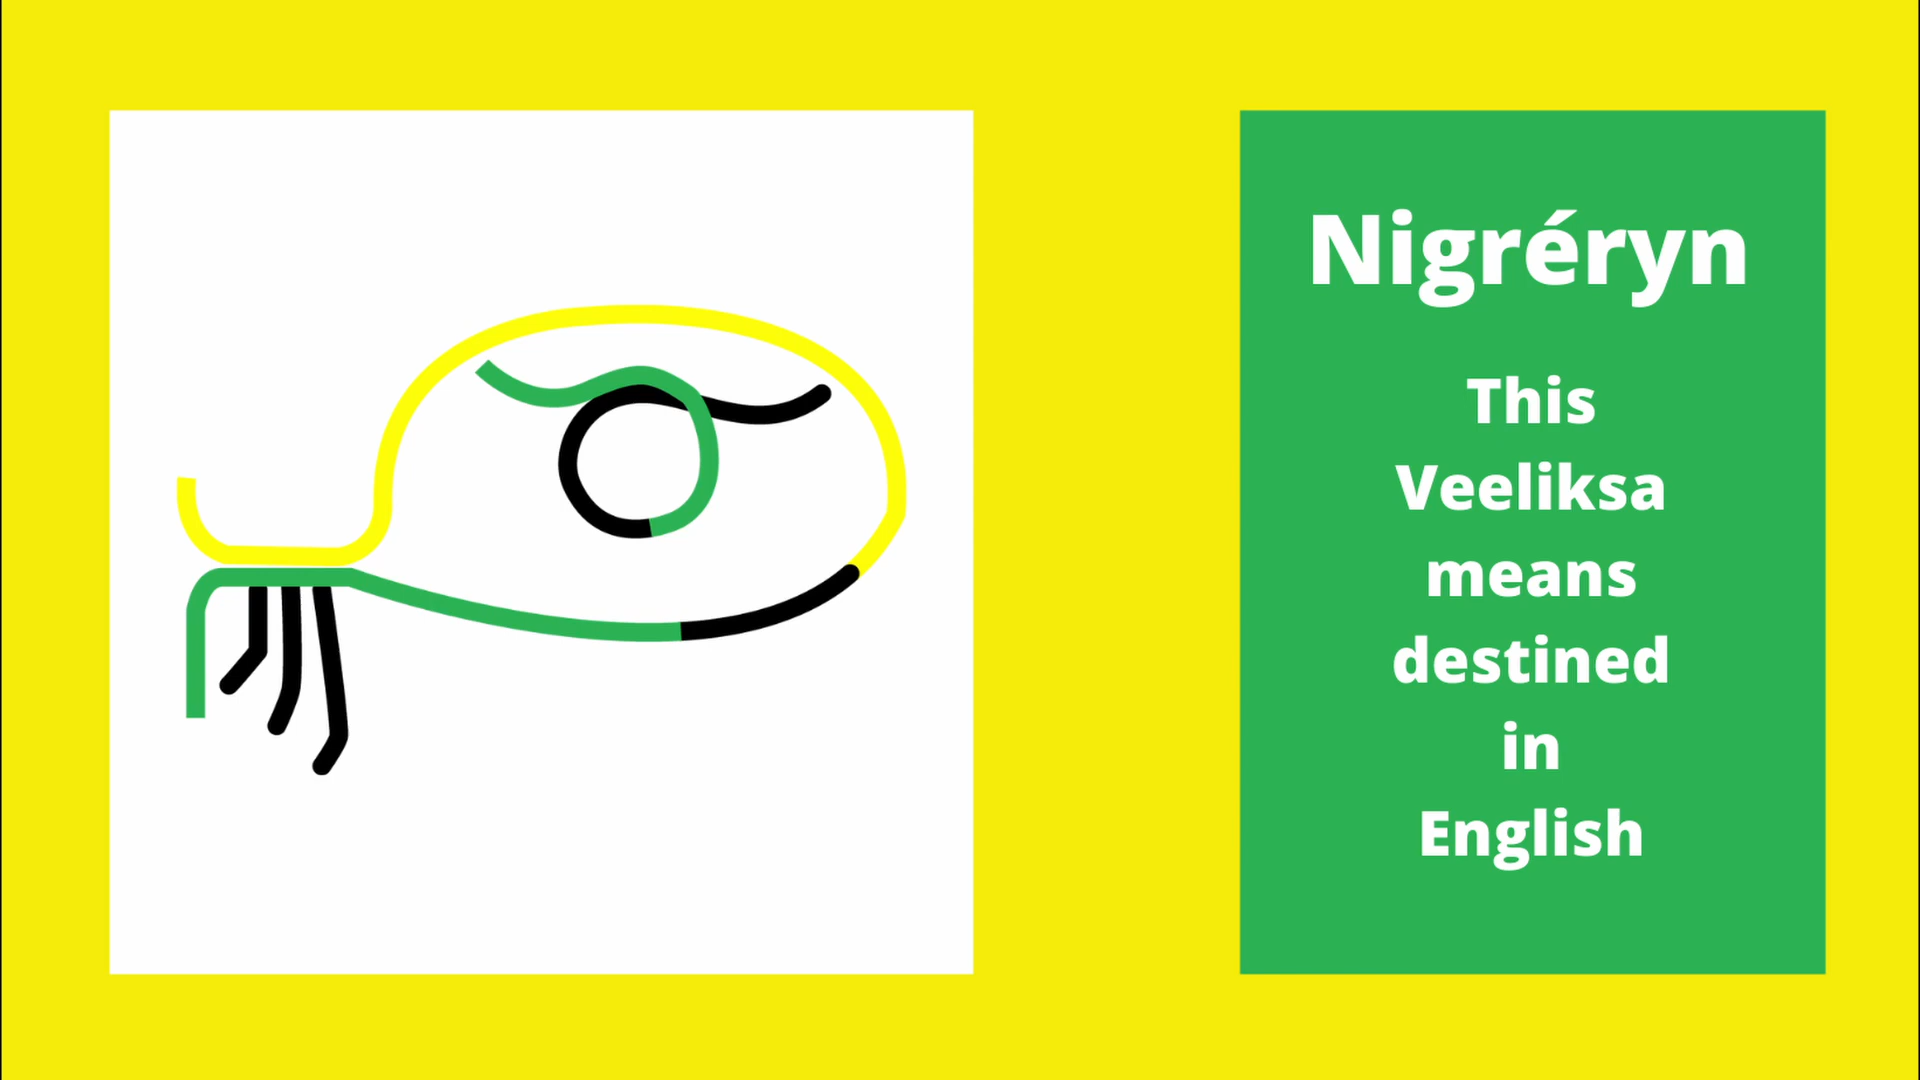 Nigréryn
This
Veeliksa
means
destined
in
English